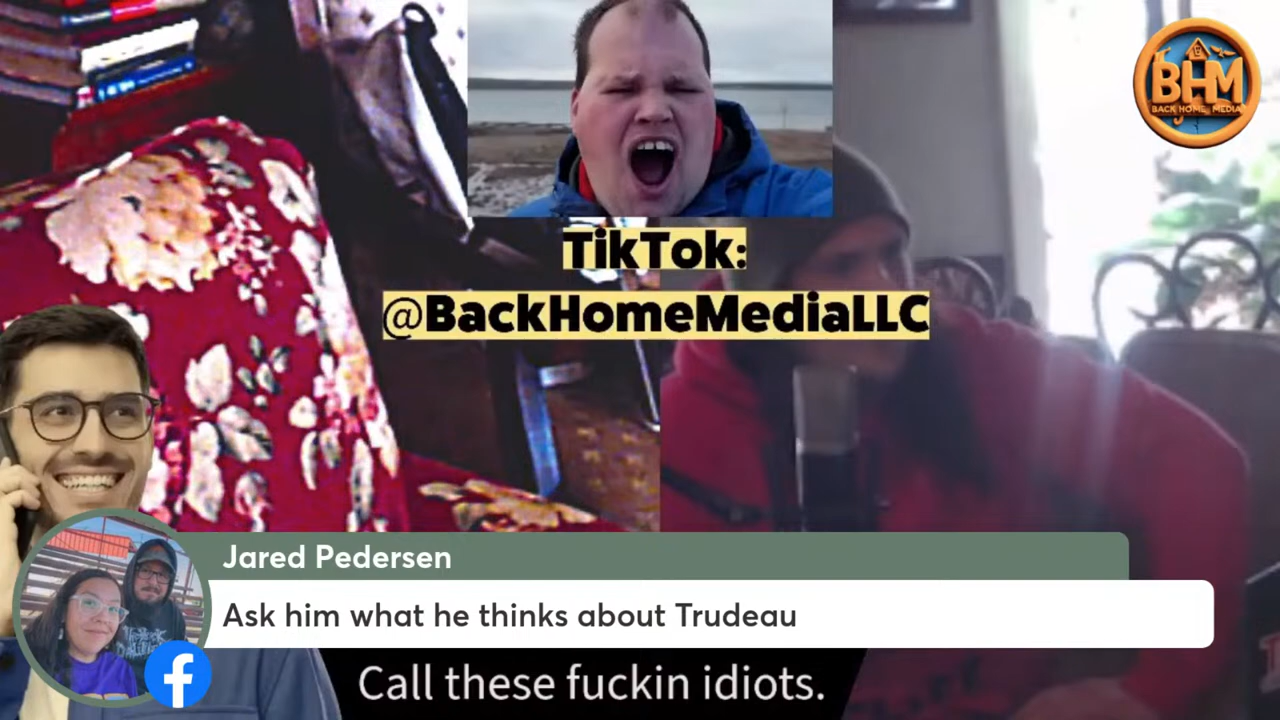 BHM
BACK HOME MEDIA
TikTok:
@BackHomeMediaLLC
Jared Pedersen
Ask him what he thinks about Trudeau
Call these fuckin idiots.